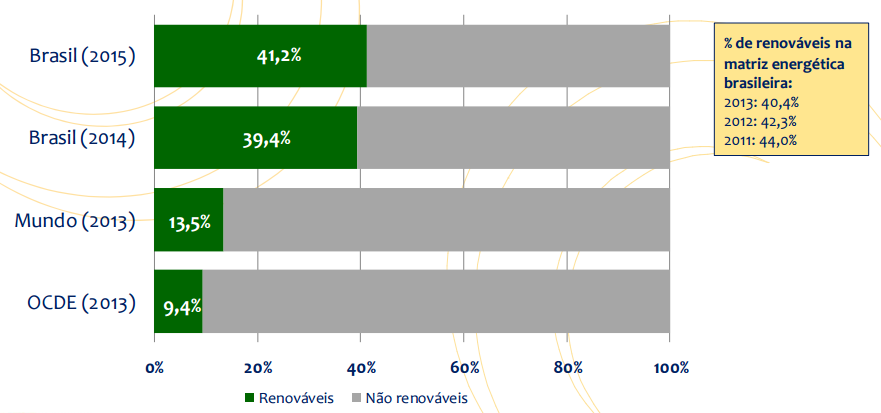 Brasil (2015)
41,2%
Brasil (2014)
39,4%
Mundo (2013)
13,5%
OCDE (2013)
9,4%
0%
20%
40%
60%
80%
100%
Renováveis
Não renováveis
% de renováveis na
matriz energética
brasileira:
2013: 40,4%
2012: 42,3%
2011: 44,0%